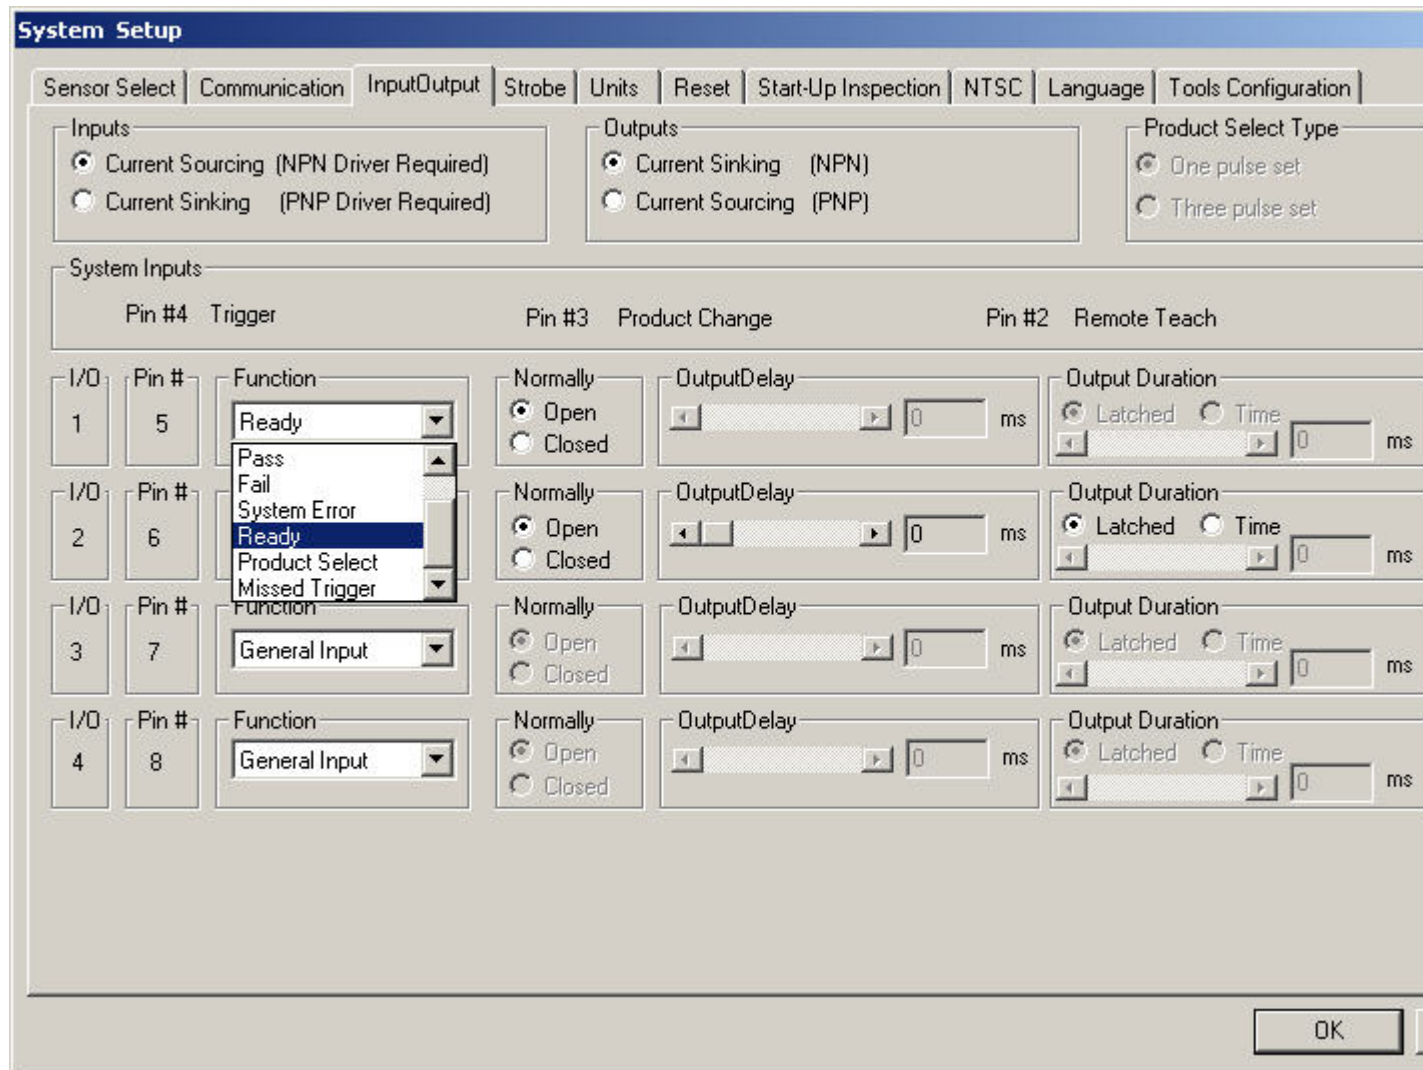 System Setup
Sensor Select Communication InputOutput Strobe Units Reset Start-Up Inspection NTSC Language Tools Configuration
Inputs Outputs Product Select Type
Current Sourcing (NPN Driver Required) Current Sinking (NPN) One pulse set
Current Sinking (PNP Driver Required) Current Sourcing (PNP) Three pulse set
System Inputs
Pin #4 Trigger Pin #3 Product Change Pin #2 Remote Teach
I/O Pin # Function Normally OutputDelay Output Duration
1 5 Ready Open 0 ms Latched Time
Closed 0 ms
Pass
Fail
System Error
Ready
Product Select
Missed Trigger
I/O Pin # Normally OutputDelay Output Duration
2 6 Open 0 ms Latched Time
Closed 0 ms
I/O Pin # Function Normally OutputDelay Output Duration
3 7 General Input Open 0 ms Latched Time
Closed 0 ms
I/O Pin # Function Normally OutputDelay Output Duration
4 8 General Input Open 0 ms Latched Time
Closed 0 ms
OK